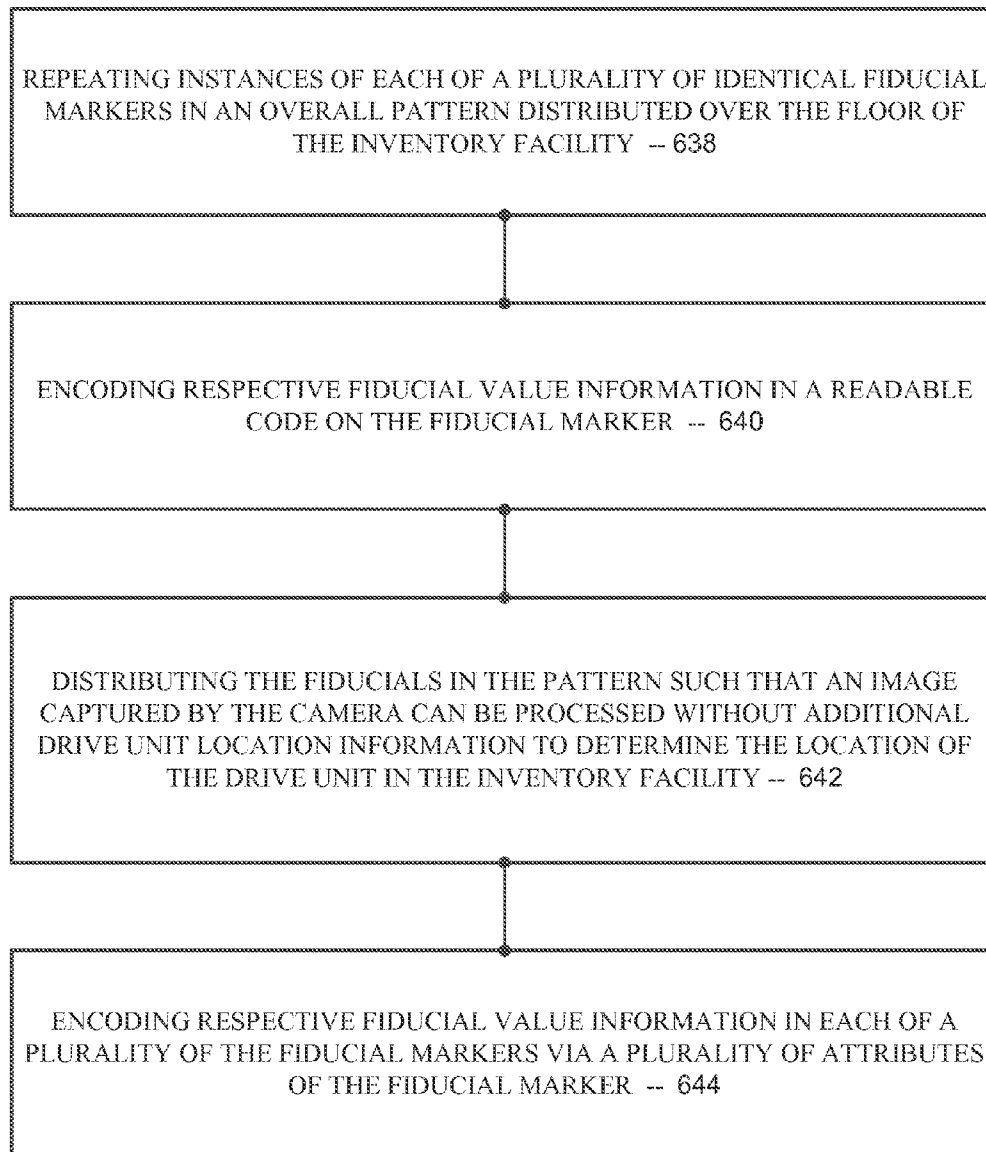 REPEATING INSTANCES OF EACH OF A PLURALITY OF IDENTICAL FIDUCIAL
MARKERS IN AN OVERALL PATTERN DISTRIBUTED OVER THE FLOOR OF
THE INVENTORY FACILITY -- 638
ENCODING RESPECTIVE FIDUCIAL VALUE INFORMATION IN A READABLE
CODE ON THE FIDUCIAL MARKER -- 640
DISTRIBUTING THE FIDUCIALS IN THE PATTERN SUCH THAT AN IMAGE
CAPTURED BY THE CAMERA CAN BE PROCESSED WITHOUT ADDITIONAL
DRIVE UNIT LOCATION INFORMATION TO DETERMINE THE LOCATION OF
THE DRIVE UNIT IN THE INVENTORY FACILITY -- 642
ENCODING RESPECTIVE FIDUCIAL VALUE INFORMATION IN EACH OF A
PLURALITY OF THE FIDUCIAL MARKERS VIA A PLURALITY OF ATTRIBUTES
OF THE FIDUCIAL MARKER -- 644